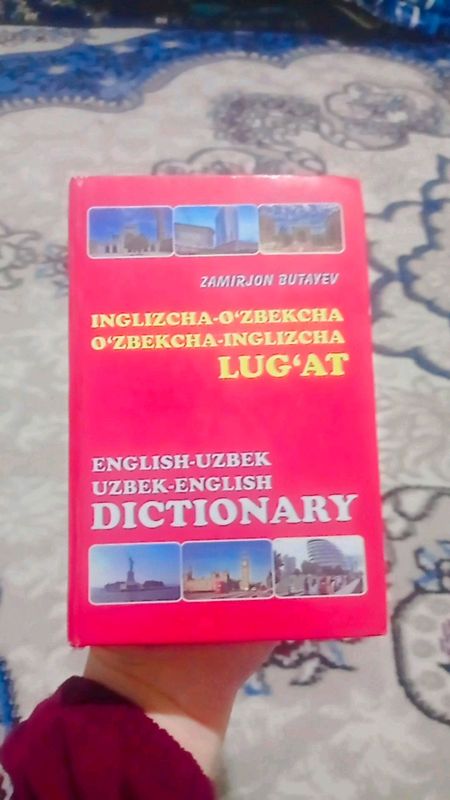 ZAMIRJON BUTAYEV
INGLIZCHA-O‘ZBEKCHA
O‘ZBEKCHA-INGLIZCHA
LUG‘AT
ENGLISH-UZBEK
UZBEK-ENGLISH
DICTIONARY